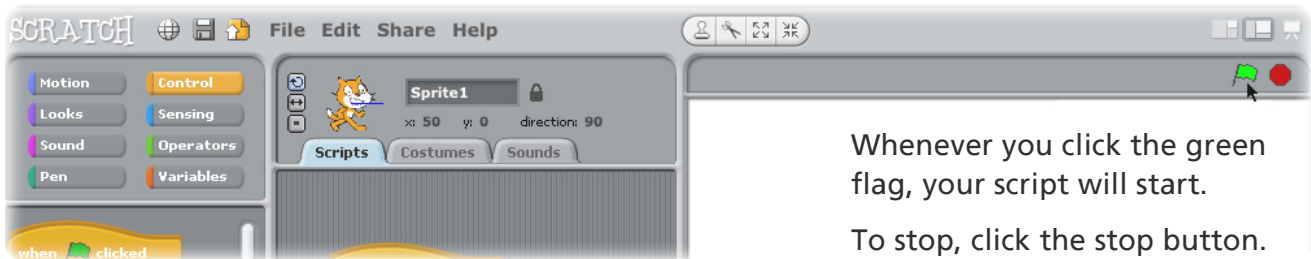 SCRATCH File Edit Share Help
Motion Control
Looks Sensing
Sound Operators
Pen Variables
when clicked
Sprite1
x: 50 y: 0 direction: 90
Scripts Costumes Sounds
Whenever you click the green
flag, your script will start.
To stop, click the stop button.